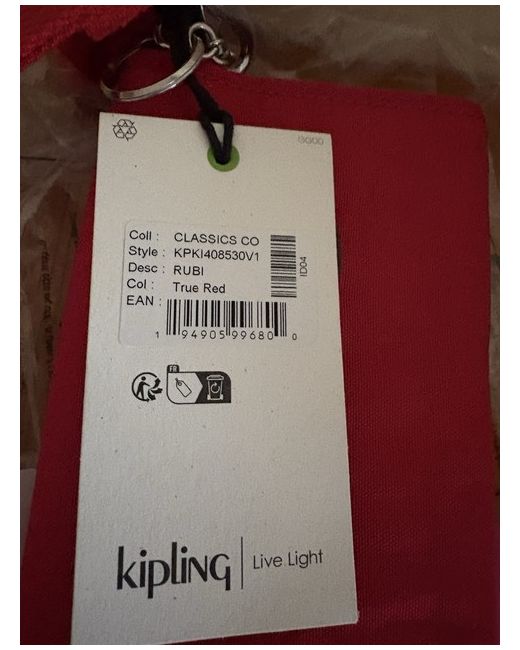 Coll : CLASSICS CO
Style : KPKI408530V1
Desc : RUBI
Col : True Red
EAN :
1 94905 99680 0
ID04
FR
kipling | Live Light